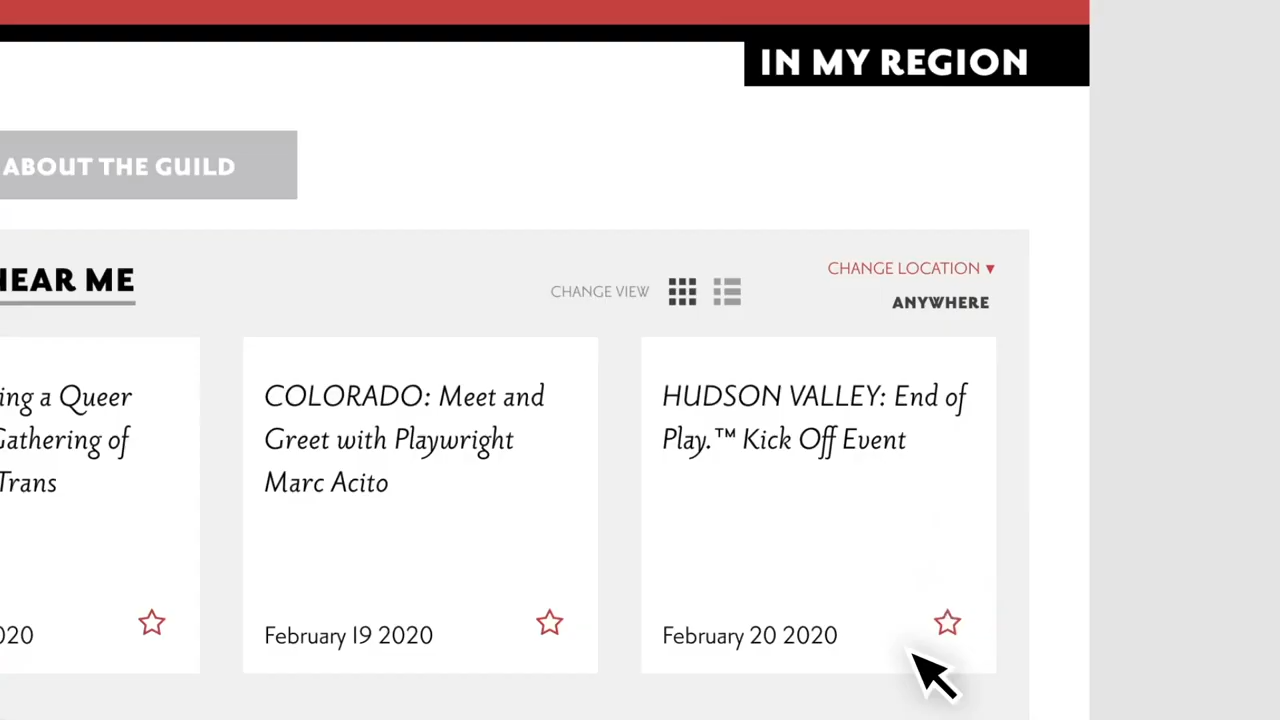 IN MY REGION
ABOUT THE GUILD
NEAR ME
CHANGE VIEW
CHANGE LOCATION ▼
ANYWHERE
ing a Queer
Gathering of
Trans
020
COLORADO: Meet and
Greet with Playwright
Marc Acito
February 19 2020
HUDSON VALLEY: End of
Play.™ Kick Off Event
February 20 2020